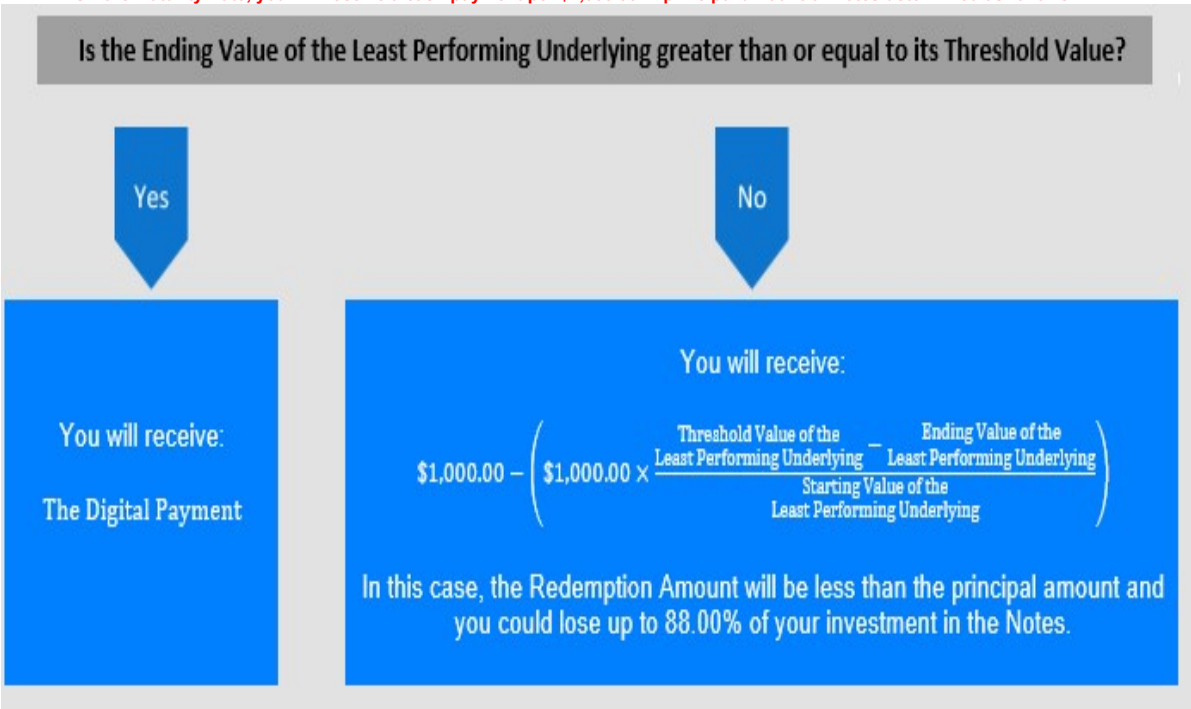 Is the Ending Value of the Least Performing Underlying greater than or equal to its Threshold Value?
Yes
No
You will receive:
The Digital Payment
You will receive:
$1,000.00 − ( $1,000.00 × Threshold Value of the Least Performing Underlying − Ending Value of the Least Performing Underlying / Starting Value of the Least Performing Underlying )
In this case, the Redemption Amount will be less than the principal amount and
you could lose up to 88.00% of your investment in the Notes.